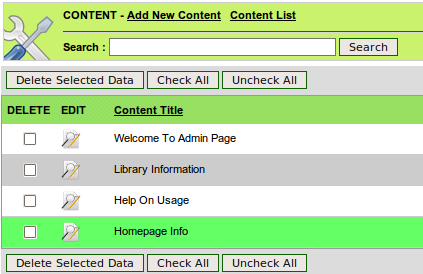 CONTENT - Add New Content Content List
Search : Search
Delete Selected Data Check All Uncheck All
DELETE EDIT Content Title
Welcome To Admin Page
Library Information
Help On Usage
Homepage Info
Delete Selected Data Check All Uncheck All